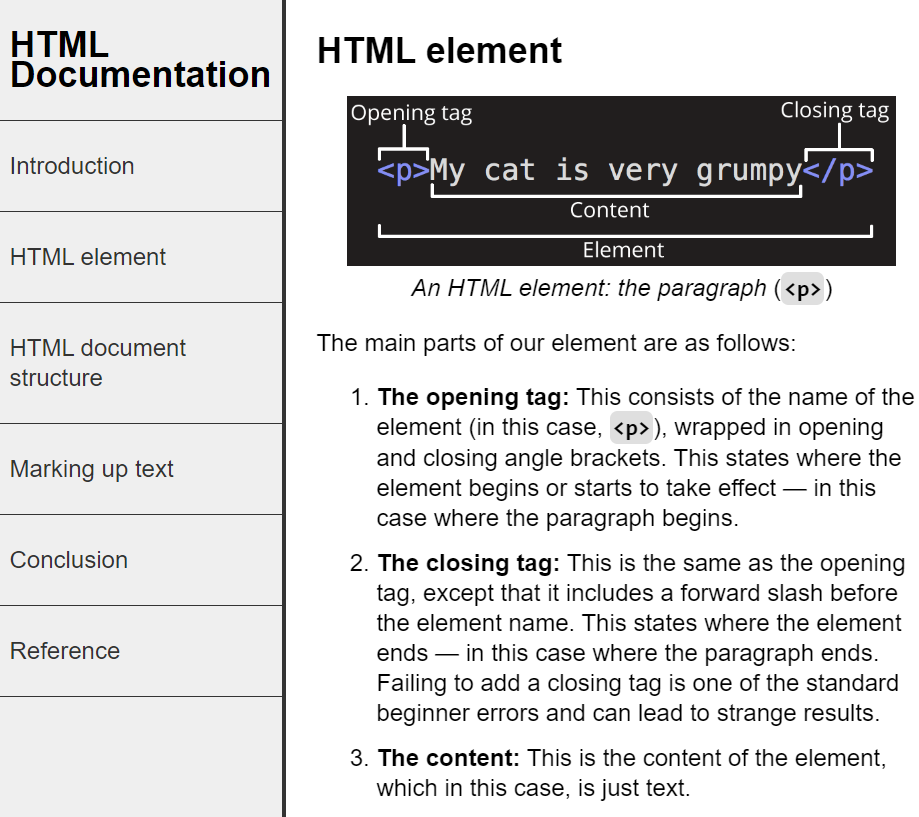 HTML
Documentation
Introduction
HTML element
HTML document
structure
Marking up text
Conclusion
Reference
HTML element
Opening tag Closing tag
<p>My cat is very grumpy</p>
Content
Element
An HTML element: the paragraph (<p>)
The main parts of our element are as follows:
1. The opening tag: This consists of the name of the
element (in this case, <p>), wrapped in opening
and closing angle brackets. This states where the
element begins or starts to take effect — in this
case where the paragraph begins.
2. The closing tag: This is the same as the opening
tag, except that it includes a forward slash before
the element name. This states where the element
ends — in this case where the paragraph ends.
Failing to add a closing tag is one of the standard
beginner errors and can lead to strange results.
3. The content: This is the content of the element,
which in this case, is just text.